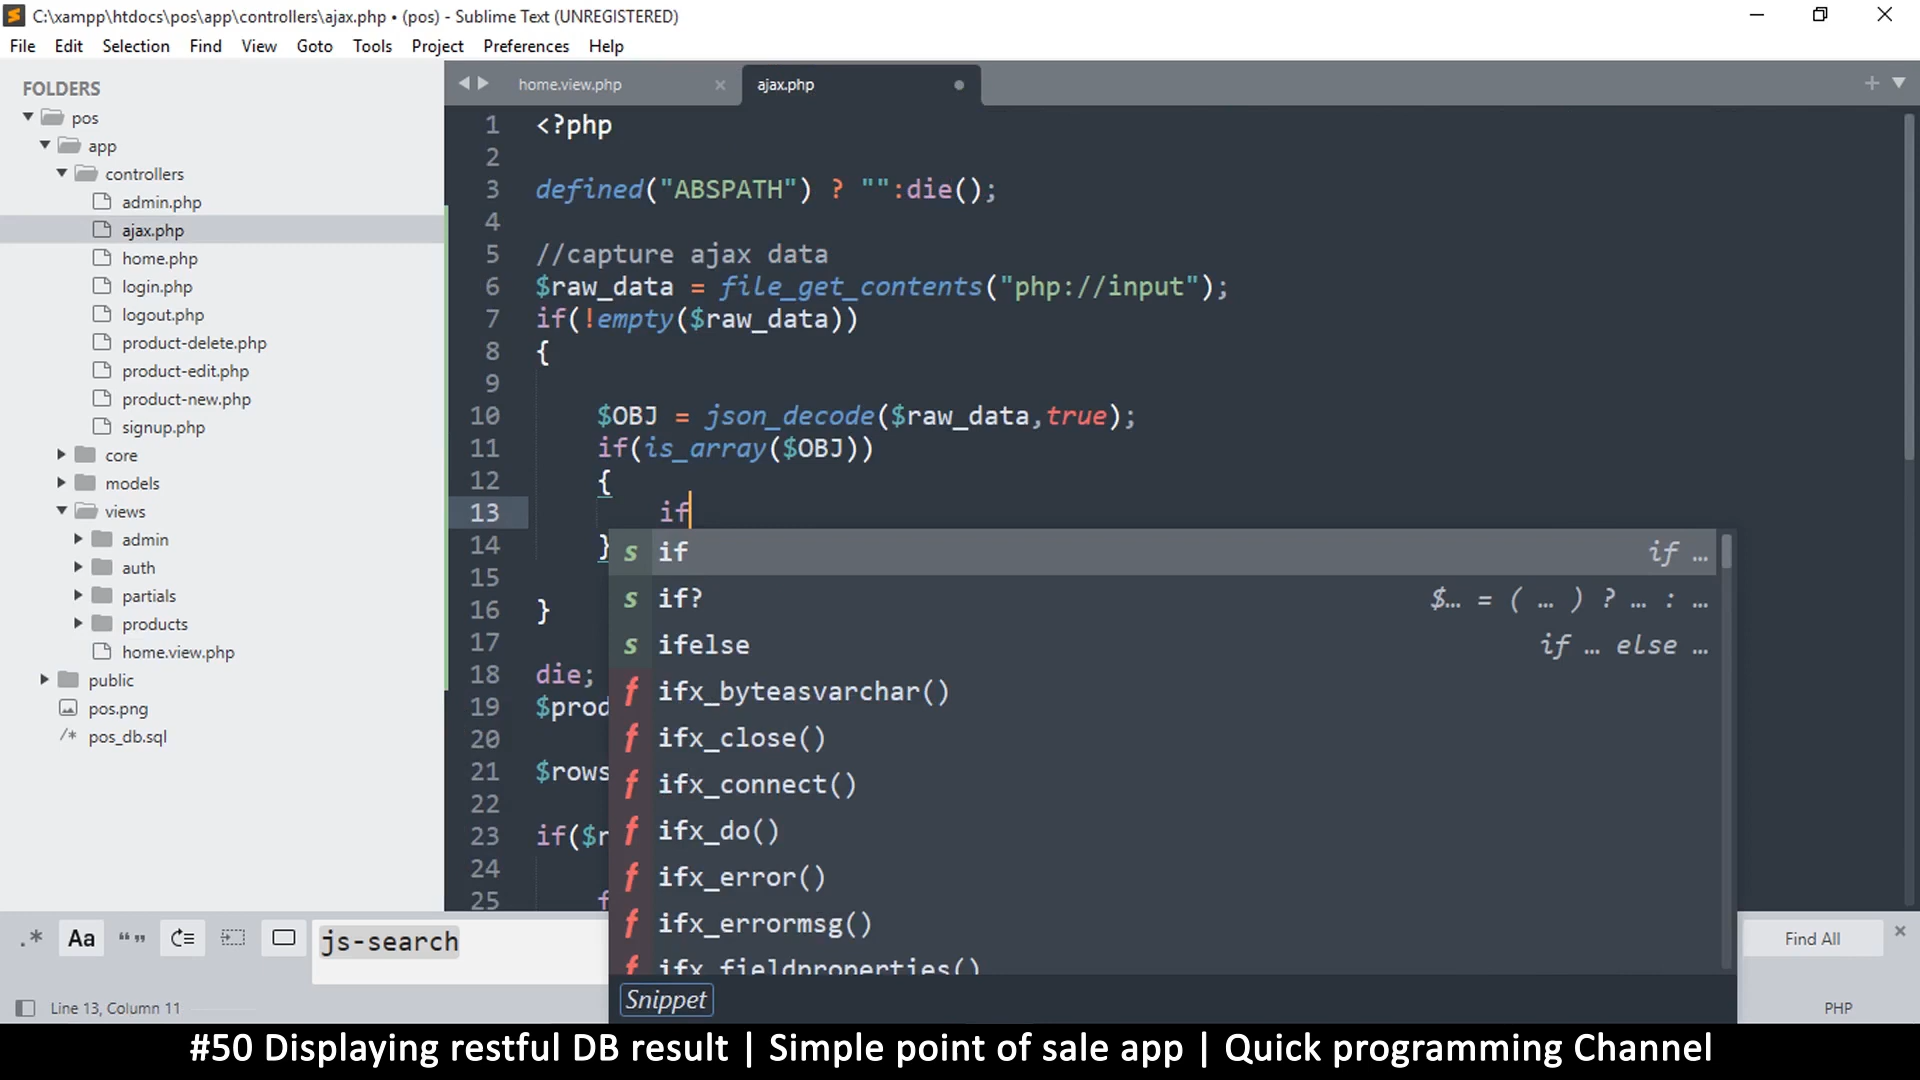 C:\xampp\htdocs\pos\app\controllers\ajax.php • (pos) - Sublime Text (UNREGISTERED)
File Edit Selection Find View Goto Tools Project Preferences Help
FOLDERS
pos
app
controllers
admin.php
ajax.php
home.php
login.php
logout.php
product-delete.php
product-edit.php
product-new.php
signup.php
core
models
views
admin
auth
partials
products
home.view.php
public
pos.png
/* pos_db.sql
home.view.php ajax.php
1 <?php
2
3 defined("ABSPATH") ? "":die();
4
5 //capture ajax data
6 $raw_data = file_get_contents("php://input");
7 if(!empty($raw_data))
8 {
9
10 $OBJ = json_decode($raw_data,true);
11 if(is_array($OBJ))
12 {
13 if
14 }
15
16 }
17
18 die;
19 $prod
20
21 $rows
22
23 if($r
24
25 f
s if if …
s if? $… = ( … ) ? … : …
s ifelse if … else …
f ifx_byteasvarchar()
f ifx_close()
f ifx_connect()
f ifx_do()
f ifx_error()
f ifx_errormsg()
f ifx_fieldproperties()
Snippet
.* Aa “ ” js-search Find All
Line 13, Column 11 PHP
#50 Displaying restful DB result | Simple point of sale app | Quick programming Channel